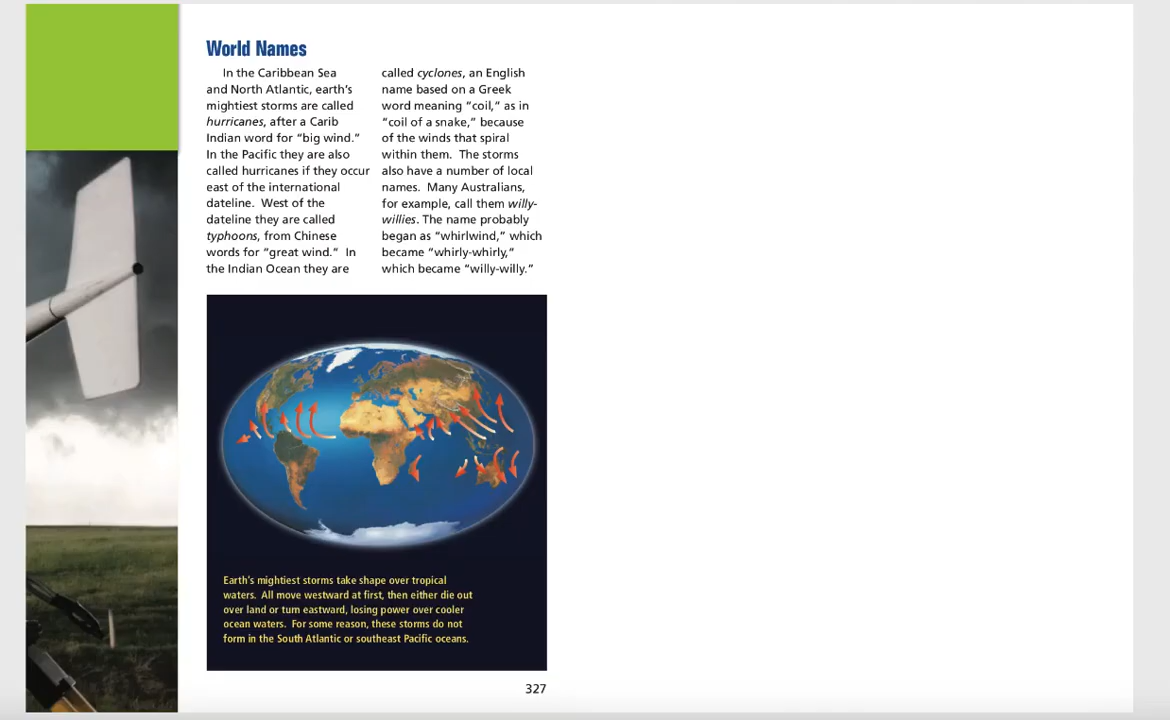 World Names
In the Caribbean Sea
and North Atlantic, earth's
mightiest storms are called
hurricanes, after a Carib
Indian word for “big wind.”
In the Pacific they are also
called hurricanes if they occur
east of the international
dateline.  West of the
dateline they are called
typhoons, from Chinese
words for “great wind.”  In
the Indian Ocean they are
called cyclones, an English
name based on a Greek
word meaning “coil,” as in
“coil of a snake,” because
of the winds that spiral
within them.  The storms
also have a number of local
names.  Many Australians,
for example, call them willy-
willies. The name probably
began as “whirlwind,” which
became “whirly-whirly,”
which became “willy-willy.”
Earth's mightiest storms take shape over tropical
waters.  All move westward at first, then either die out
over land or turn eastward, losing power over cooler
ocean waters.  For some reason, these storms do not
form in the South Atlantic or southeast Pacific oceans.
327